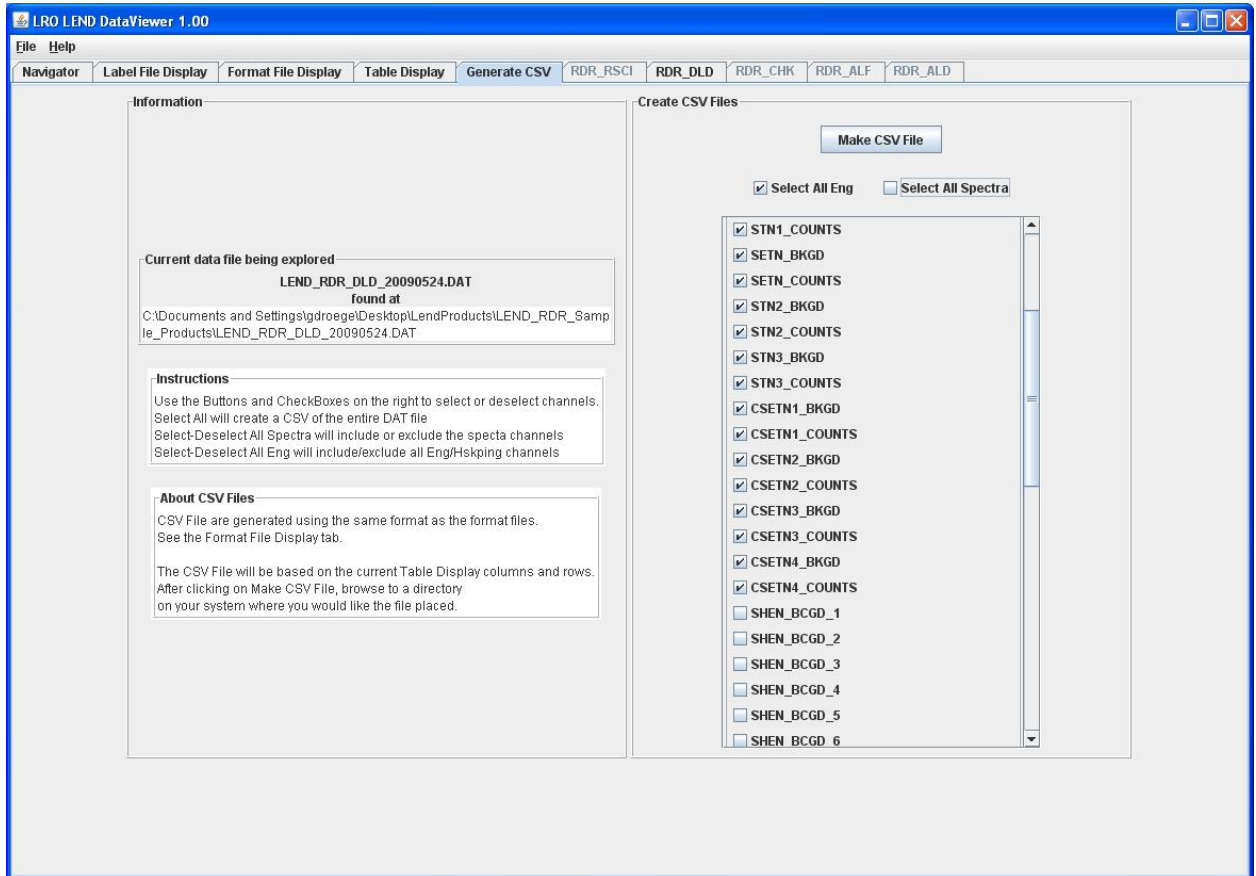 LRO LEND DataViewer 1.00
File Help
Navigator Label File Display Format File Display Table Display Generate CSV RDR_RSCI RDR_DLD RDR_CHK RDR_ALF RDR_ALD
Information
Current data file being explored
LEND_RDR_DLD_20090524.DAT
found at
C:\Documents and Settings\gdroege\Desktop\LendProducts\LEND_RDR_Samp
le_Products\LEND_RDR_DLD_20090524.DAT
Instructions
Use the Buttons and CheckBoxes on the right to select or deselect channels.
Select All will create a CSV of the entire DAT file
Select-Deselect All Spectra will include or exclude the specta channels
Select-Deselect All Eng will include/exclude all Eng/Hskping channels
About CSV Files
CSV File are generated using the same format as the format files.
See the Format File Display tab.
The CSV File will be based on the current Table Display columns and rows.
After clicking on Make CSV File, browse to a directory
on your system where you would like the file placed.
Create CSV Files
Make CSV File
Select All Eng Select All Spectra
STN1_COUNTS
SETN_BKGD
SETN_COUNTS
STN2_BKGD
STN2_COUNTS
STN3_BKGD
STN3_COUNTS
CSETN1_BKGD
CSETN1_COUNTS
CSETN2_BKGD
CSETN2_COUNTS
CSETN3_BKGD
CSETN3_COUNTS
CSETN4_BKGD
CSETN4_COUNTS
SHEN_BCGD_1
SHEN_BCGD_2
SHEN_BCGD_3
SHEN_BCGD_4
SHEN_BCGD_5
SHEN_BCGD_6